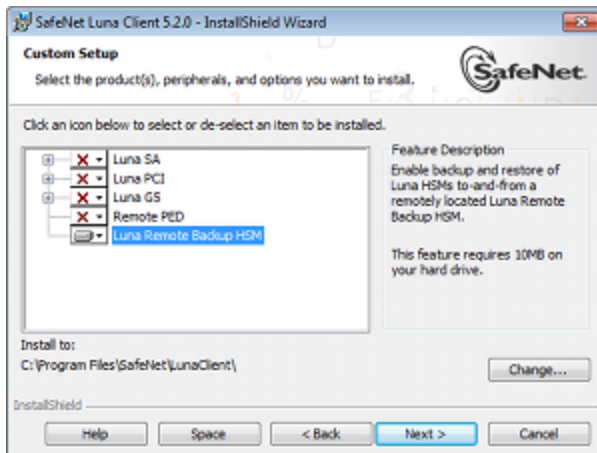 SafeNet Luna Client 5.2.0 - InstallShield Wizard
Custom Setup
Select the product(s), peripherals, and options you want to install.
SafeNet.
Click an icon below to select or de-select an item to be installed.
Luna SA
Luna PCI
Luna G5
Remote PED
Luna Remote Backup HSM
Feature Description
Enable backup and restore of
Luna HSMs to-and-from a
remotely located Luna Remote
Backup HSM.
This feature requires 10MB on
your hard drive.
Install to:
C:\Program Files\SafeNet\LunaClient\
Change...
InstallShield
Help
Space
< Back
Next >
Cancel